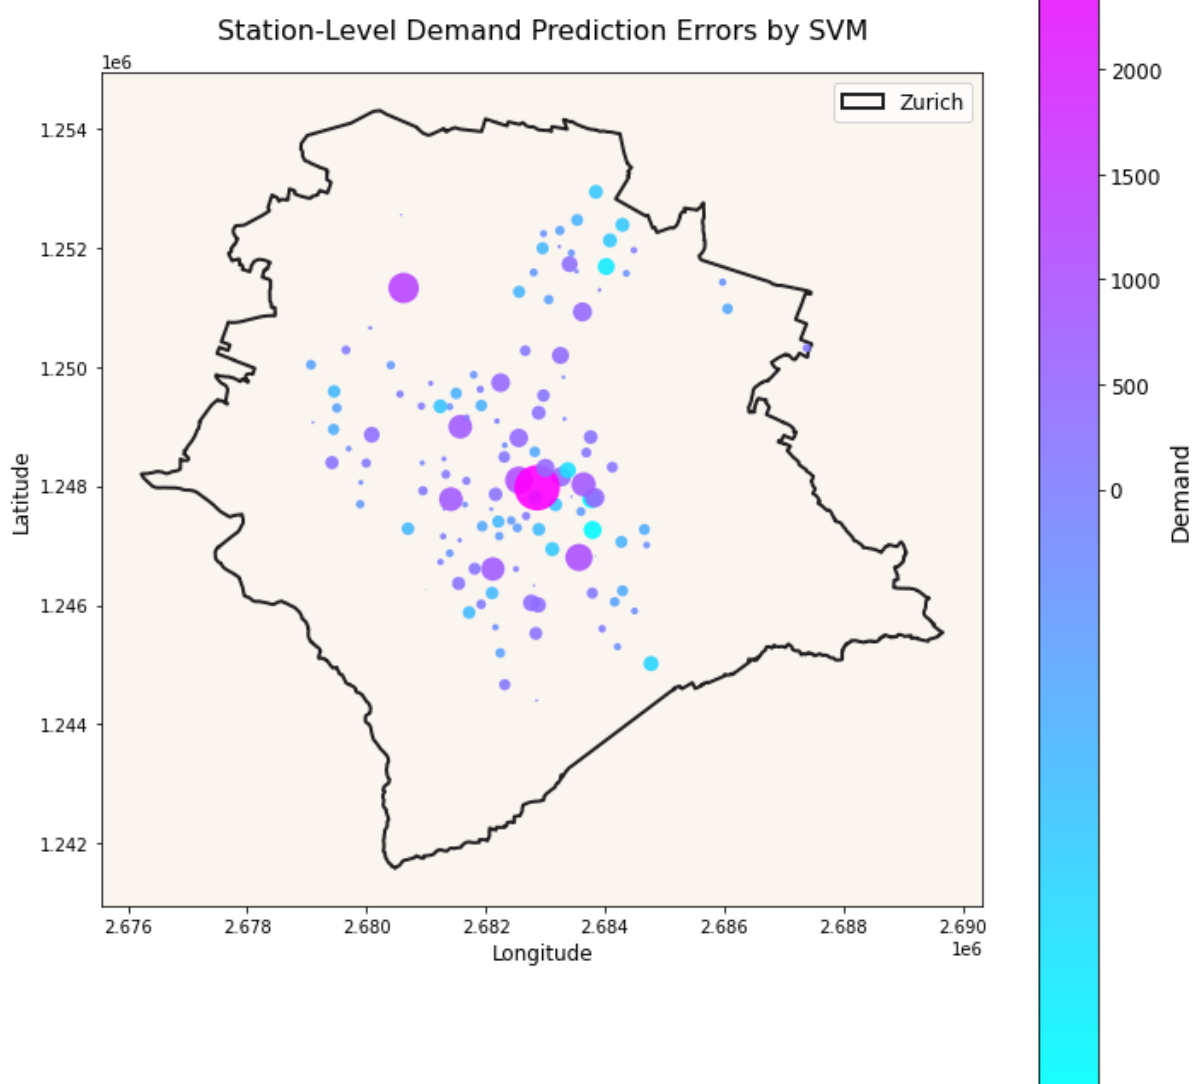 Station-Level Demand Prediction Errors by SVM
1e6
Zurich
1.254
1.252
1.250
1.248
1.246
1.244
1.242
Latitude
2.676 2.678 2.680 2.682 2.684 2.686 2.688 2.690
1e6
Longitude
2000
1500
1000
500
0
Demand